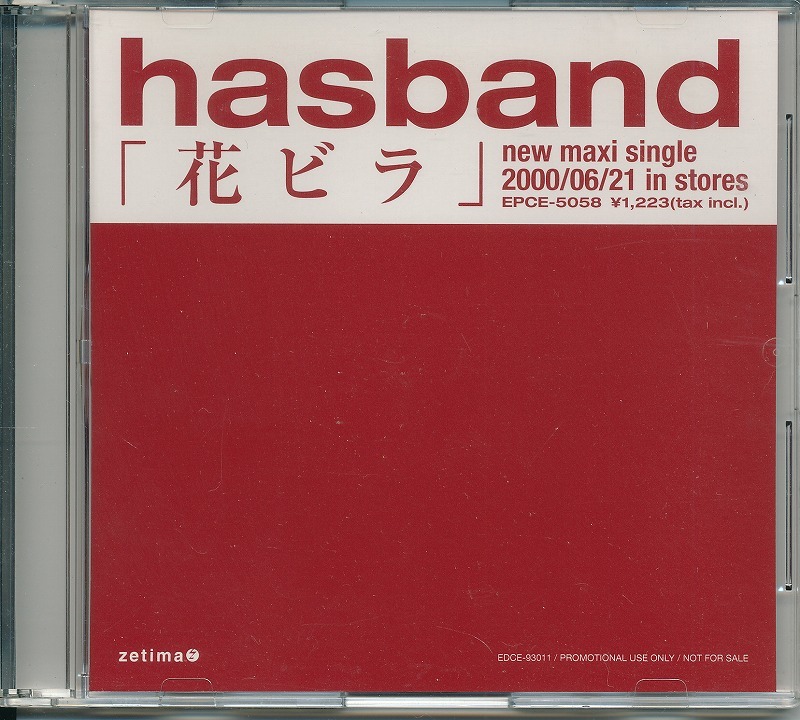 hasband
「花ビラ」
new maxi single
2000/06/21 in stores
EPCE-5058 ¥1,223(tax incl.)
zetima
EDCE-93011 / PROMOTIONAL USE ONLY / NOT FOR SALE